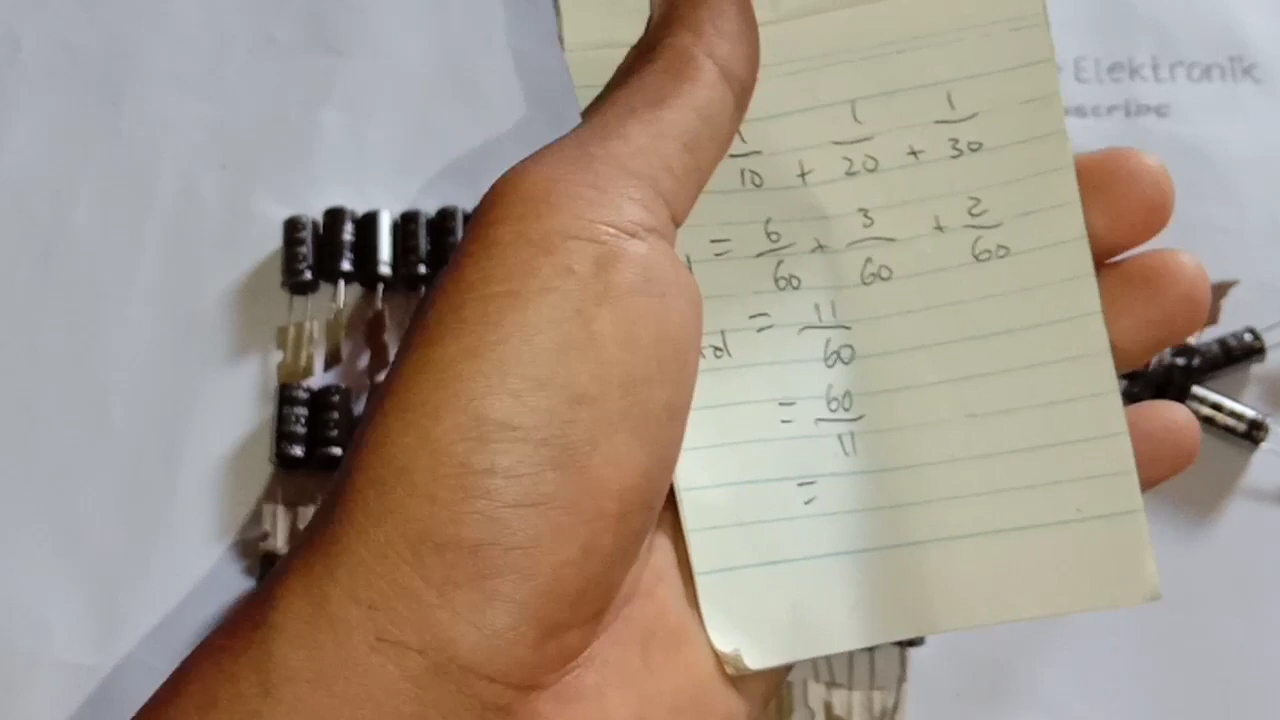 Elektronik
1/10 + 1/20 + 1/30
= 6/60 + 3/60 + 2/60
= 11/60
= 60/11
=